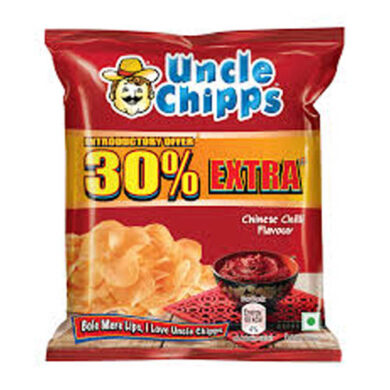 Uncle
Chipps
INTRODUCTORY OFFER
30% EXTRA
Chinese Chilli
Flavour
Bole Mere Lips, I Love Uncle Chipps